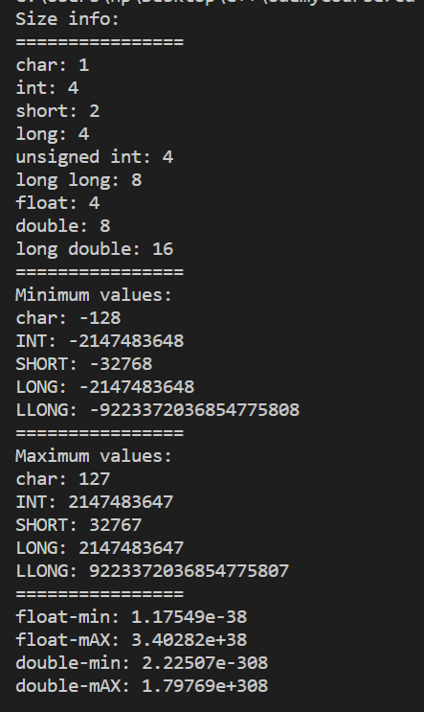 Size info:
================
char: 1
int: 4
short: 2
long: 4
unsigned int: 4
long long: 8
float: 4
double: 8
long double: 16
================
Minimum values:
char: -128
INT: -2147483648
SHORT: -32768
LONG: -2147483648
LLONG: -9223372036854775808
================
Maximum values:
char: 127
INT: 2147483647
SHORT: 32767
LONG: 2147483647
LLONG: 9223372036854775807
================
float-min: 1.17549e-38
float-mAX: 3.40282e+38
double-min: 2.22507e-308
double-mAX: 1.79769e+308